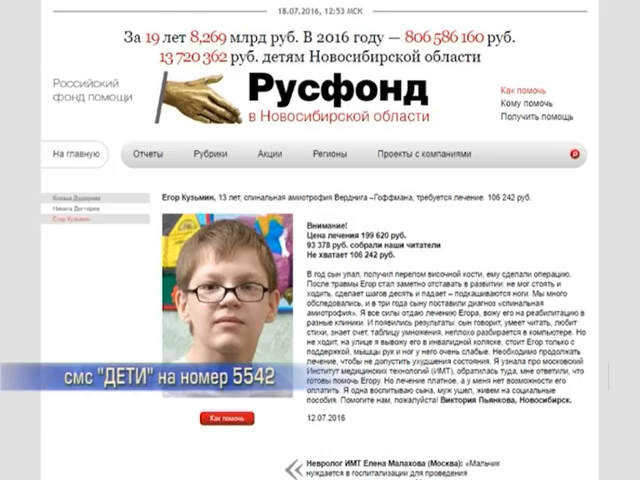 18.07.2016, 12:53 МСК
За 19 лет 8,269 млрд руб. В 2016 году — 806 586 160 руб.
13 720 362 руб. детям Новосибирской области
Российский
фонд помощи
Русфонд
в Новосибирской области
Как помочь
Кому помочь
Получить помощь
На главную
Отчеты
Рубрики
Акции
Регионы
Проекты с компаниями
Егор Кузьмин
Егор Кузьмин, 13 лет, спинальная амиотрофия Верднига –Гоффмана, требуется лечение. 106 242 руб.
Внимание!
Цена лечения 199 620 руб.
93 378 руб. собрали наши читатели
Не хватает 106 242 руб.
В год сын упал, получил перелом височной кости, ему сделали операцию.
После травмы Егор стал заметно отставать в развитии: не мог стоять и
ходить, сделает шагов десять и падает – подкашиваются ноги. Мы много
обследовались, и в три года сыну поставили диагноз «спинальная
амиотрофия». Я все силы отдаю лечению Егора, вожу его на реабилитацию в
разные клиники. И появились результаты: сын говорит, умеет читать, любит
стихи, знает счет, таблицу умножения, неплохо разбирается в компьютере. Но
не ходит, на улице я вывожу его в инвалидной коляске, стоит Егор только с
поддержкой, мышцы рук и ног у него очень слабые. Необходимо продолжать
лечение, чтобы не допустить ухудшения состояния. Я узнала про московский
Институт медицинских технологий (ИМТ), обратилась туда, мне ответили, что
готовы помочь Егору. Но лечение платное, а у меня нет возможности его
оплатить. Я одна воспитываю сына, муж ушел, живем на социальные
пособия. Помогите нам, пожалуйста! Виктория Пьянкова, Новосибирск.
смс "ДЕТИ" на номер 5542
Как помочь
12.07.2016
Невролог ИМТ Елена Малахова (Москва): «Мальчик
нуждается в госпитализации для проведения